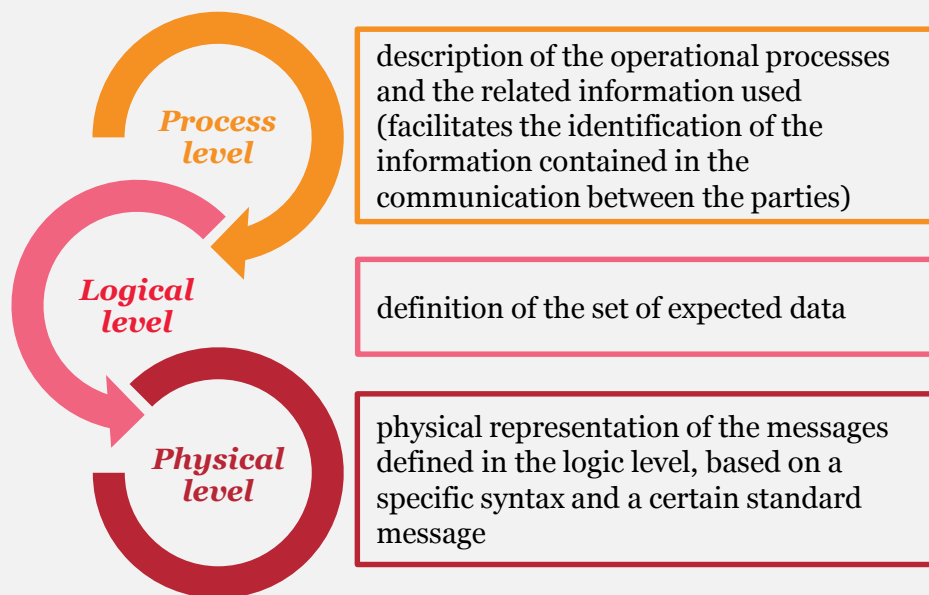 Process
level
description of the operational processes
and the related information used
(facilitates the identification of the
information contained in the
communication between the parties)
Logical
level
definition of the set of expected data
Physical
level
physical representation of the messages
defined in the logic level, based on a
specific syntax and a certain standard
message